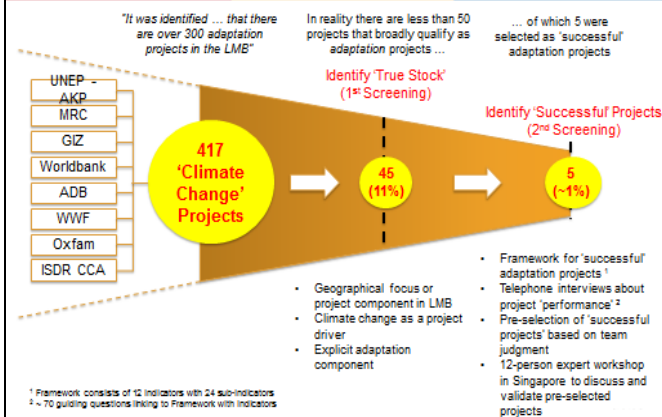 "It was identified ... that there
are over 300 adaptation
projects in the LMB"
In reality there are less than 50
projects that broadly qualify as
adaptation projects ...
... of which 5 were
selected as 'successful'
adaptation projects
Identify 'True Stock'
(1st Screening)
Identify 'Successful' Projects
(2nd Screening)
UNEP -
AKP
MRC
GIZ
Worldbank
ADB
WWF
Oxfam
ISDR CCA
417
'Climate
Change'
Projects
45
(11%)
5
(~1%)
• Geographical focus or
project component in LMB
• Climate change as a project
driver
• Explicit adaptation
component
• Framework for 'successful'
adaptation projects 1
• Telephone interviews about
project 'performance' 2
• Pre-selection of 'successful
projects' based on team
judgment
• 12-person expert workshop
in Singapore to discuss and
validate pre-selected
projects
1 Framework consists of 12 Indicators with 24 sub-indicators
2 ~ 70 guiding questions linking to Framework with Indicators